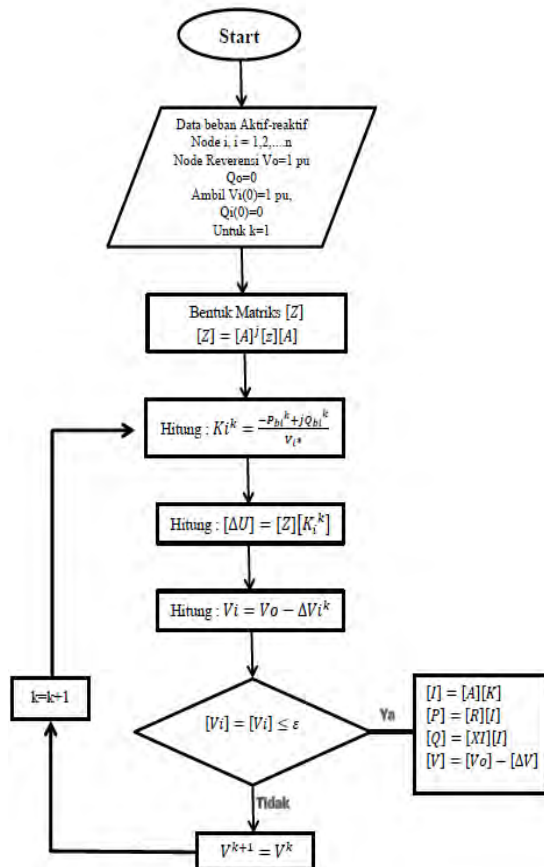 Start
Data beban Aktif-reaktif
Node i, i = 1,2,....n
Node Reverensi Vo=1 pu
Qo=0
Ambil Vi(0)=1 pu,
Qi(0)=0
Untuk k=1
Bentuk Matriks [Z]
[Z] = [A]^j[z][A]
Hitung : Ki^k = (−P_bi^k + jQ_bi^k) / V_i*
Hitung : [ΔU] = [Z][K_i^k]
Hitung : Vi = Vo − ΔVi^k
k=k+1
[Vi] = [Vi] ≤ ε
Ya
[I] = [A][K]
[P] = [R][I]
[Q] = [XI][I]
[V] = [Vo] − [ΔV]
Tidak
V^k+1 = V^k